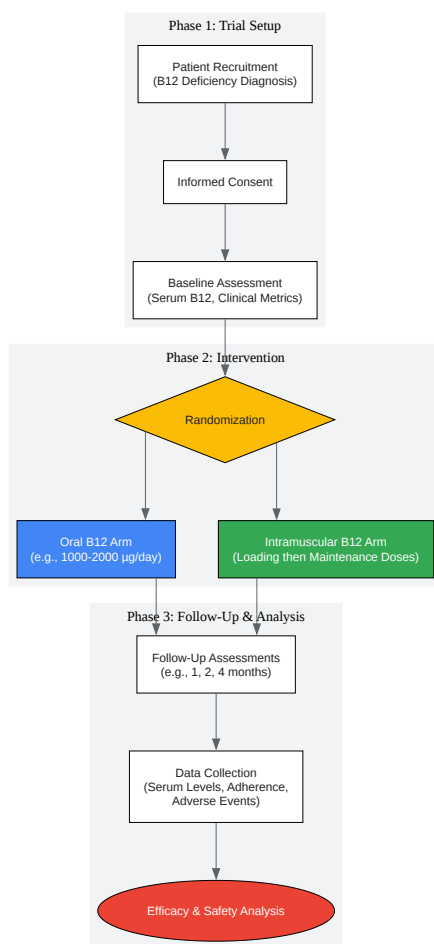 Phase 1: Trial Setup
Patient Recruitment
(B12 Deficiency Diagnosis)
Informed Consent
Baseline Assessment
(Serum B12, Clinical Metrics)
Phase 2: Intervention
Randomization
Oral B12 Arm
(e.g., 1000-2000 µg/day)
Intramuscular B12 Arm
(Loading then Maintenance Doses)
Phase 3: Follow-Up & Analysis
Follow-Up Assessments
(e.g., 1, 2, 4 months)
Data Collection
(Serum Levels, Adherence,
Adverse Events)
Efficacy & Safety Analysis